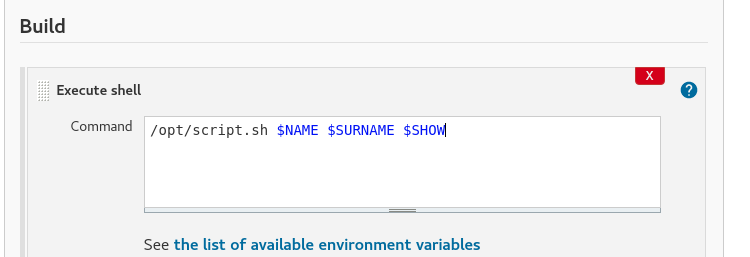 Build
X
Execute shell
?
Command
/opt/script.sh $NAME $SURNAME $SHOW
See the list of available environment variables